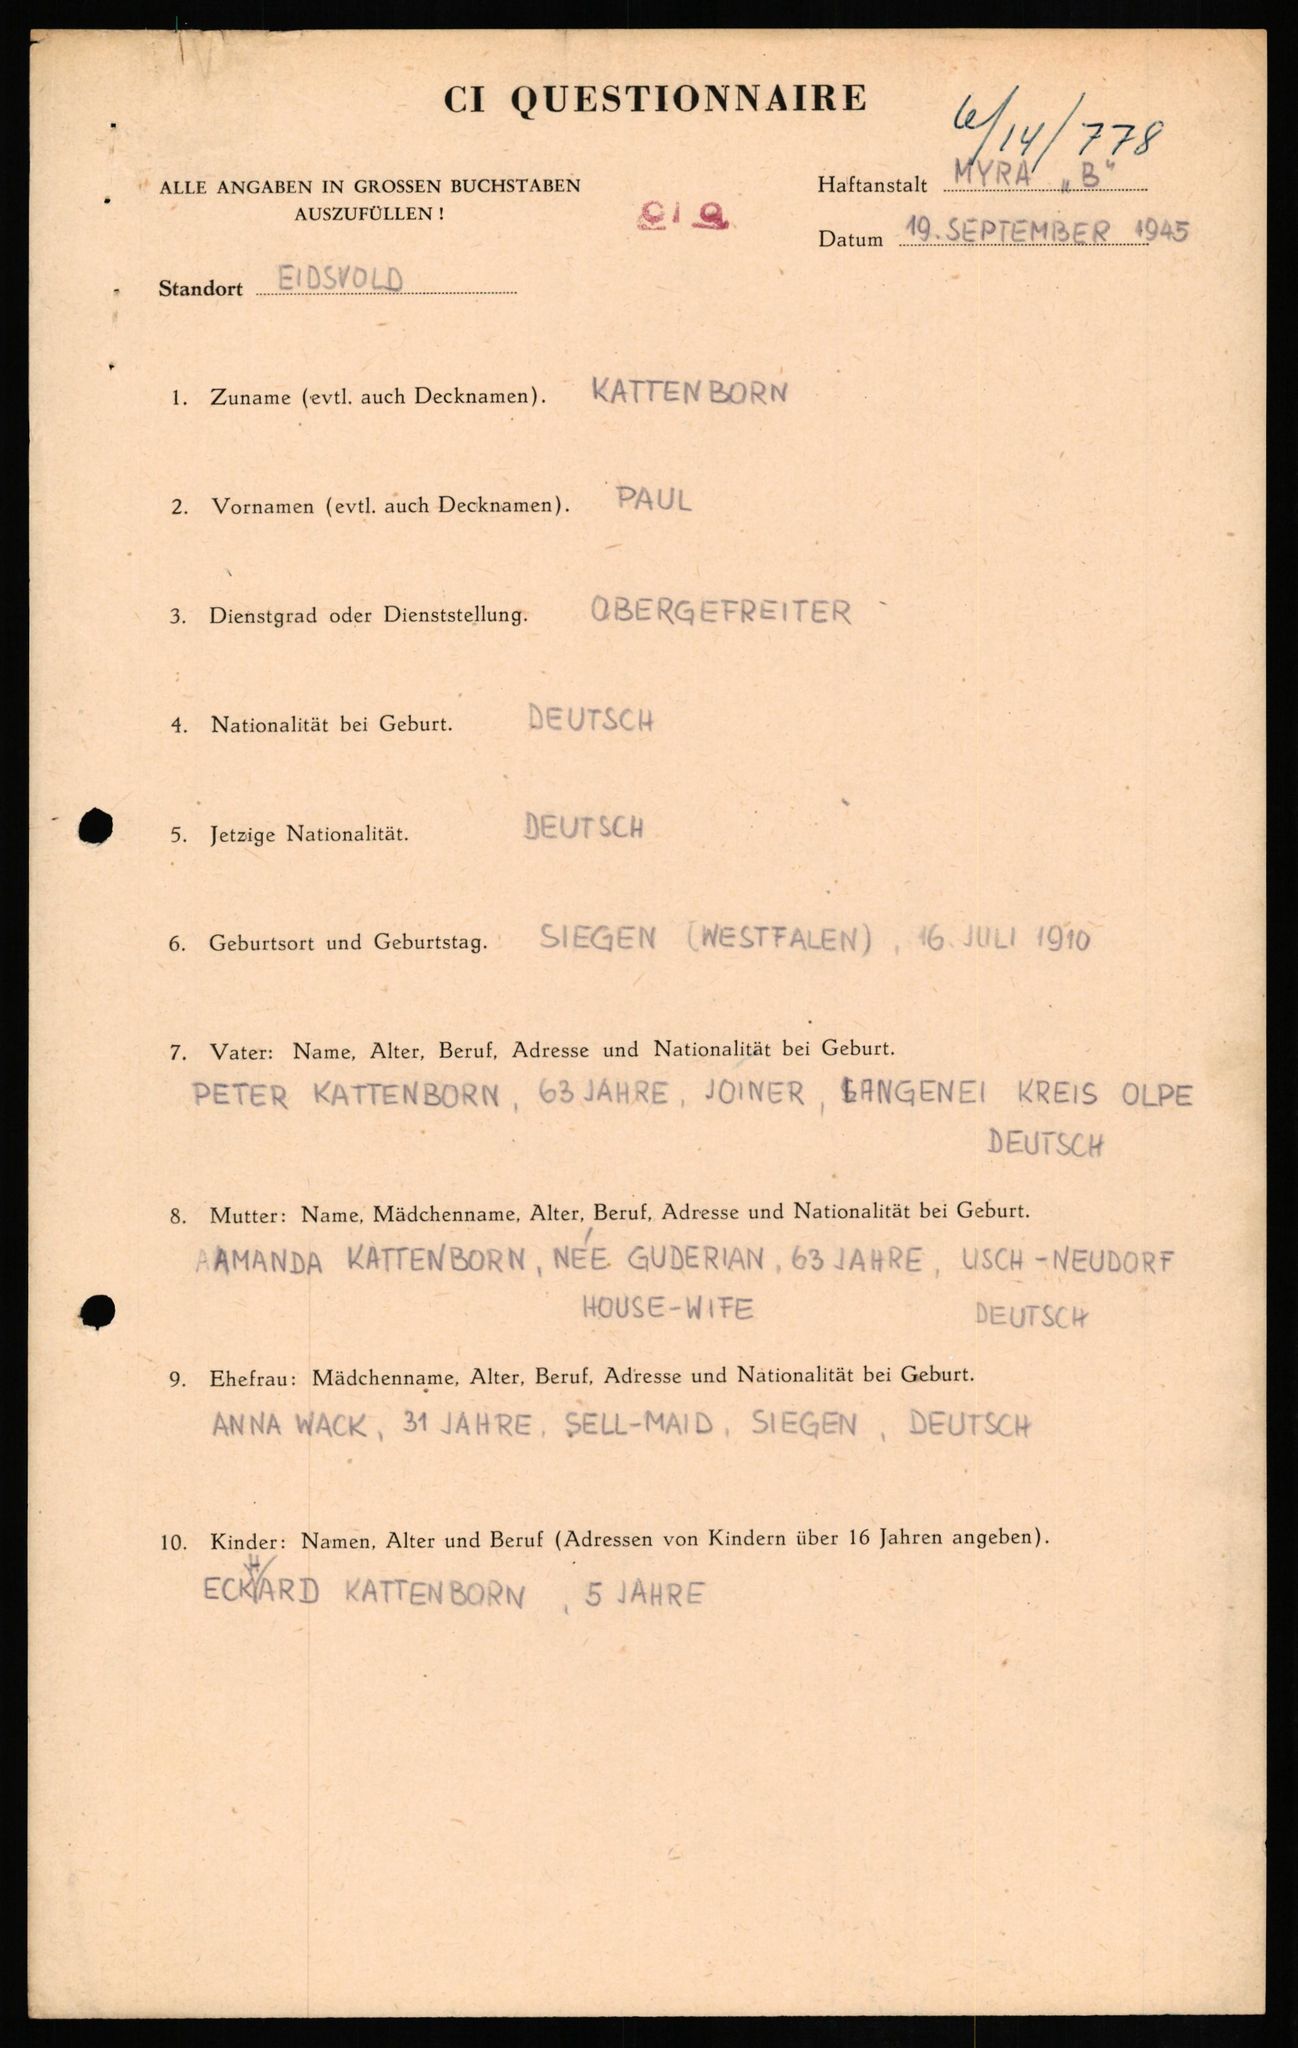 CI QUESTIONNAIRE
6/14/778
ALLE ANGABEN IN GROSSEN BUCHSTABEN
AUSZUFÜLLEN !
Haftanstalt MYRA „B"
C I Q
Datum 19. SEPTEMBER 1945
Standort EIDSVOLD
1. Zuname (evtl. auch Decknamen). KATTENBORN
2. Vornamen (evtl. auch Decknamen). PAUL
3. Dienstgrad oder Dienststellung. OBERGEFREITER
4. Nationalität bei Geburt. DEUTSCH
5. Jetzige Nationalität. DEUTSCH
6. Geburtsort und Geburtstag. SIEGEN (WESTFALEN), 16. JULI 1910
7. Vater: Name, Alter, Beruf, Adresse und Nationalität bei Geburt.
PETER KATTENBORN, 63 JAHRE, JOINER, LANGENEI KREIS OLPE
DEUTSCH
8. Mutter: Name, Mädchenname, Alter, Beruf, Adresse und Nationalität bei Geburt.
AMANDA KATTENBORN, NÉE GUDERIAN, 63 JAHRE, USCH-NEUDORF
HOUSE-WIFE DEUTSCH
9. Ehefrau: Mädchenname, Alter, Beruf, Adresse und Nationalität bei Geburt.
ANNA WACK, 31 JAHRE, SELL-MAID, SIEGEN, DEUTSCH
10. Kinder: Namen, Alter und Beruf (Adressen von Kindern über 16 Jahren angeben).
ECKHARD KATTENBORN, 5 JAHRE